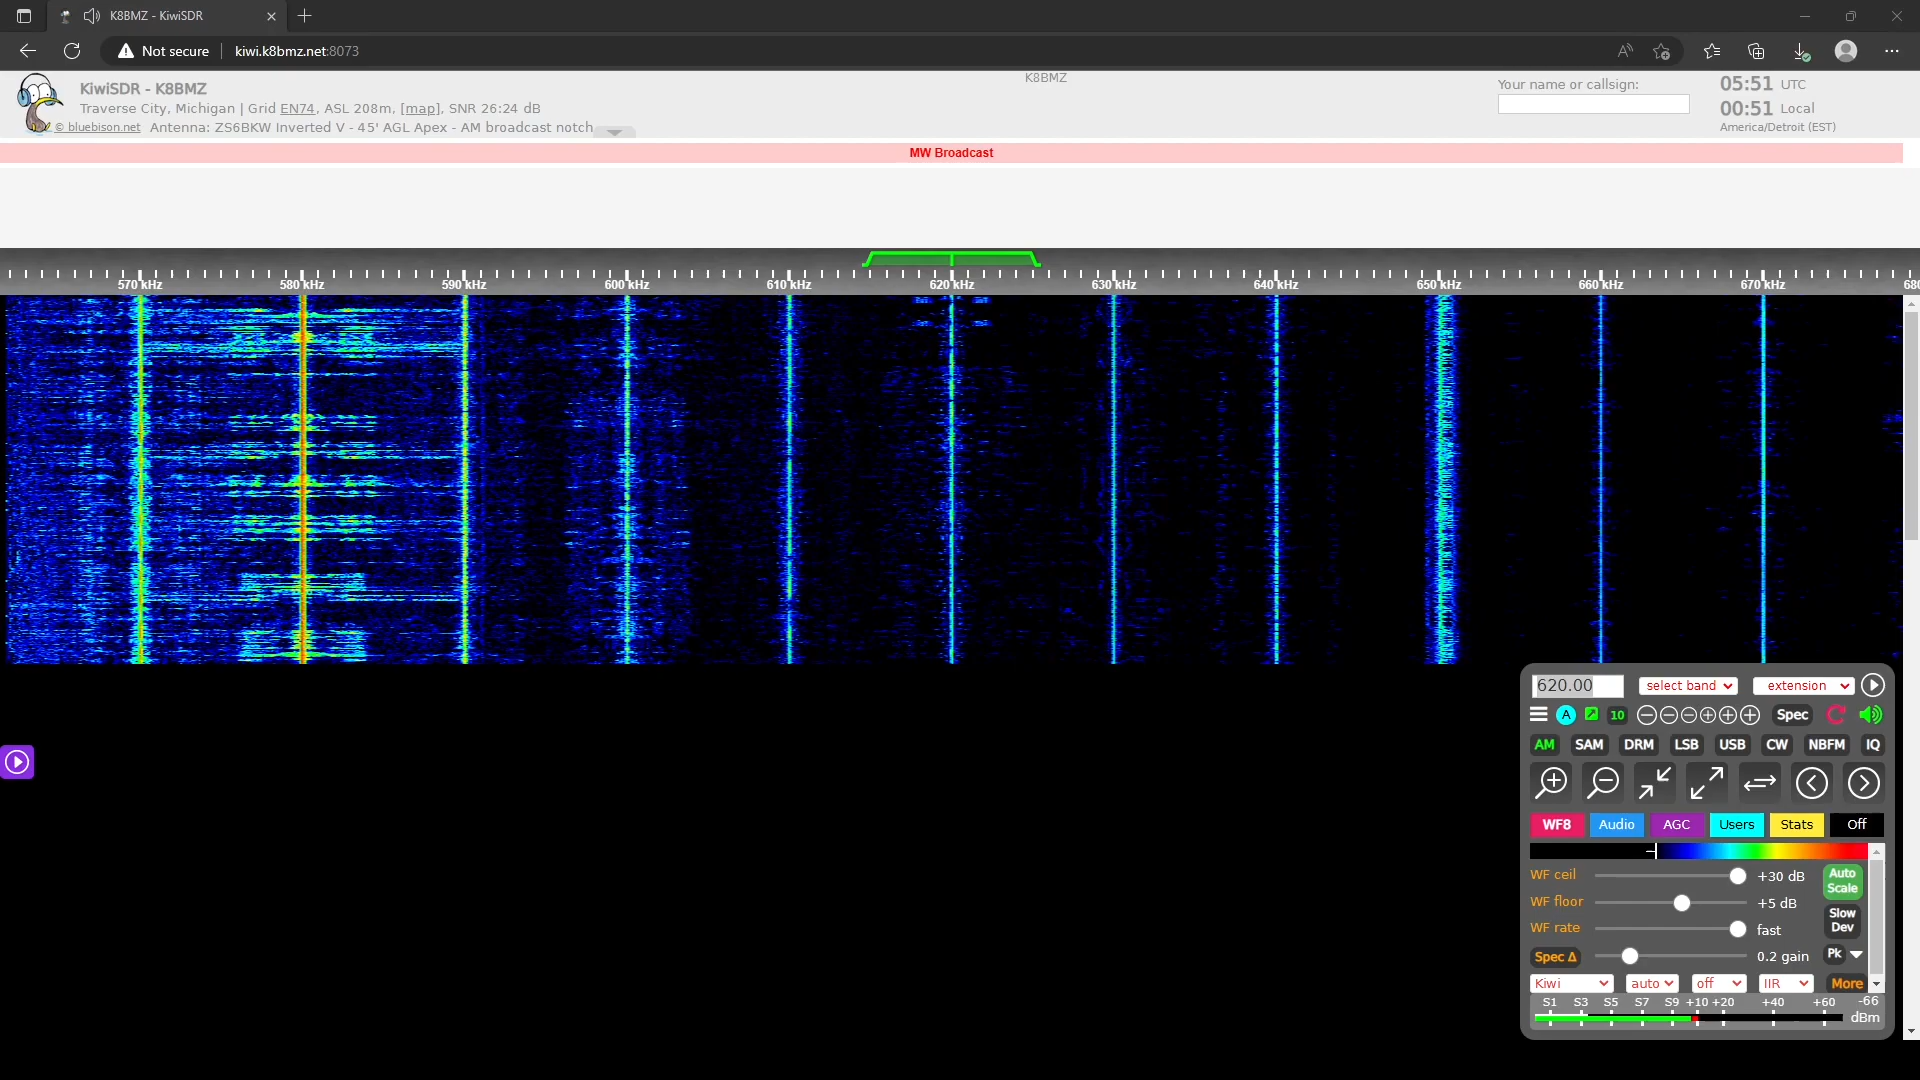 K8BMZ - KiwiSDR
Not secure
kiwi.k8bmz.net:8073
KiwiSDR - K8BMZ
Traverse City, Michigan | Grid EN74, ASL 208m, [map], SNR 26:24 dB
© bluebison.net Antenna: ZS6BKW Inverted V - 45' AGL Apex - AM broadcast notch
K8BMZ
Your name or callsign:
05:51 UTC
00:51 Local
America/Detroit (EST)
MW Broadcast
570 kHz 580 kHz 590 kHz 600 kHz 610 kHz 620 kHz 630 kHz 640 kHz 650 kHz 660 kHz 670 kHz 680
620.00 select band extension
A 10 Spec
AM SAM DRM LSB USB CW NBFM IQ
WF8 Audio AGC Users Stats Off
WF ceil +30 dB Auto Scale
WF floor +5 dB
WF rate fast Slow Dev
Spec Δ 0.2 gain Pk
Kiwi auto off IIR More
S1 S3 S5 S7 S9 +10 +20 +40 +60 -66
dBm